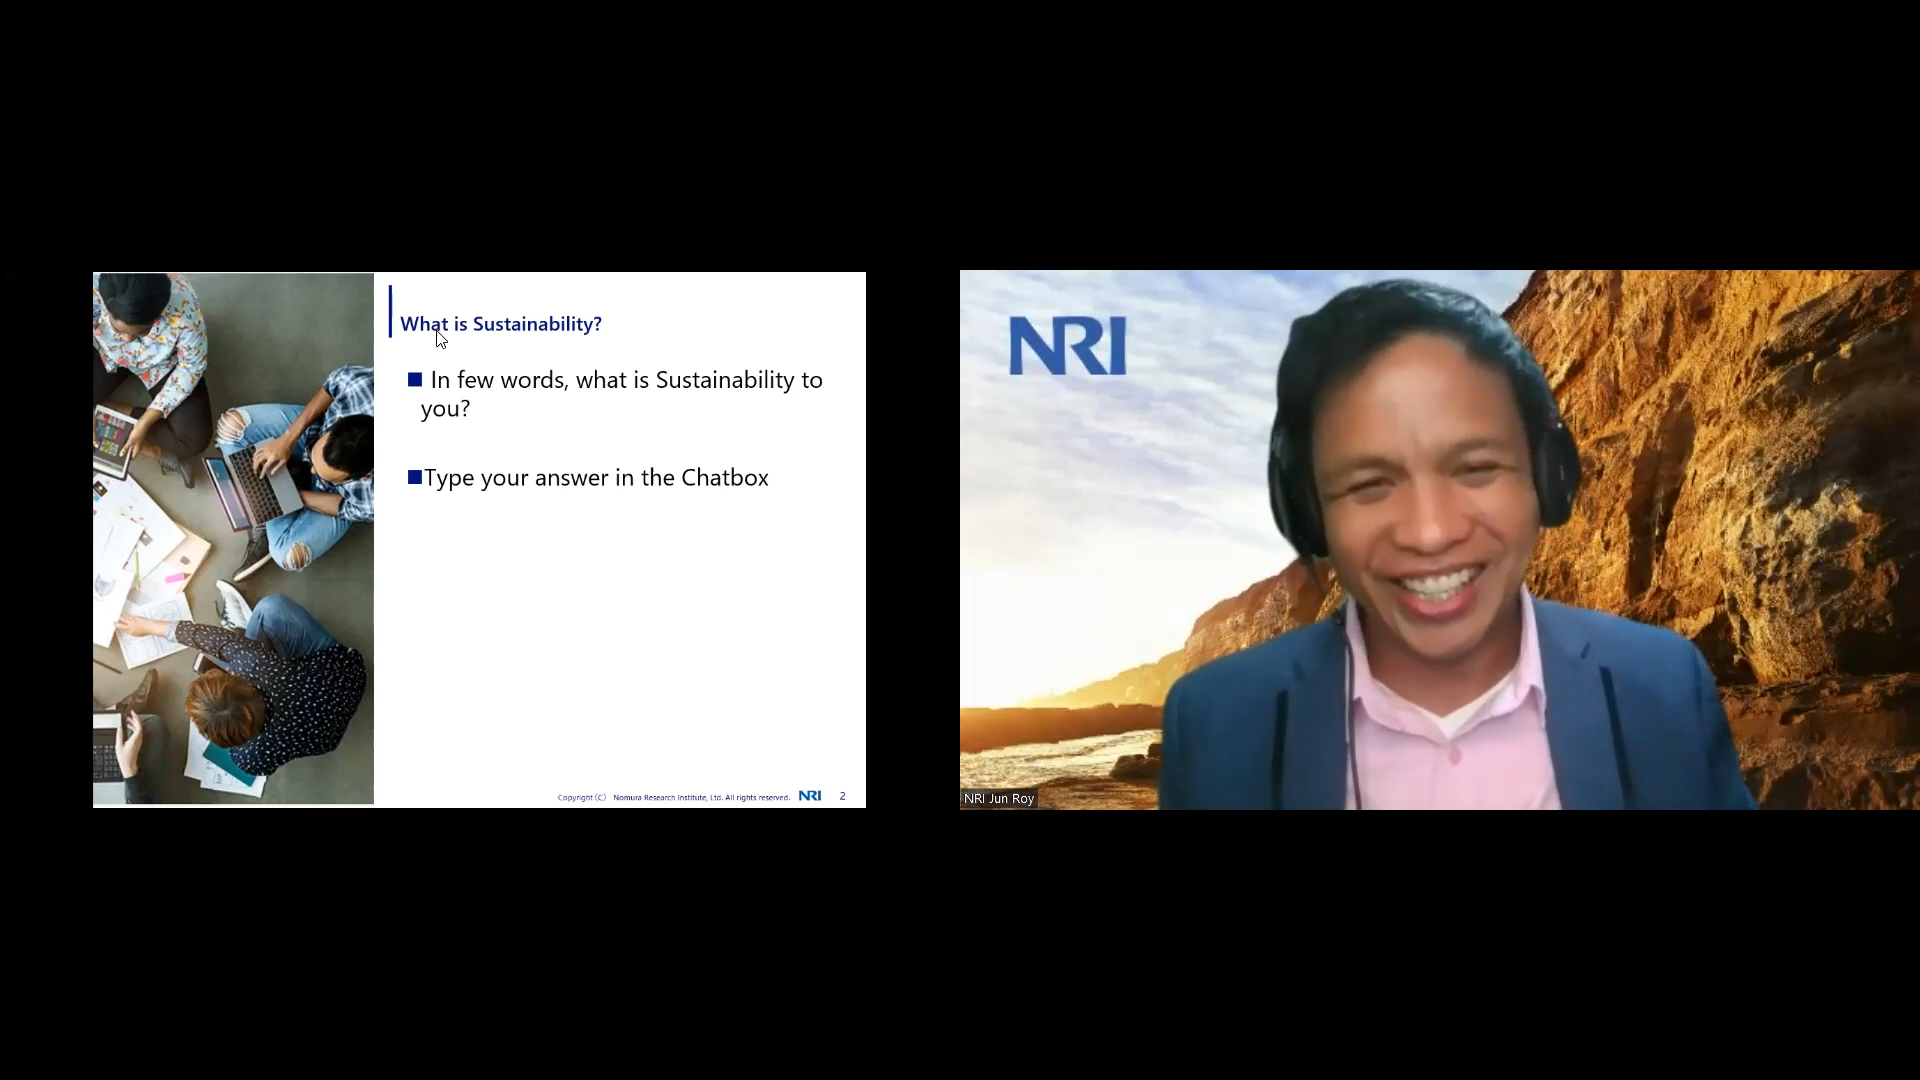 What is Sustainability?
■ In few words, what is Sustainability to
you?
■Type your answer in the Chatbox
Copyright (C) Nomura Research Institute, Ltd. All rights reserved. NRI 2
NRI
NRI Jun Roy